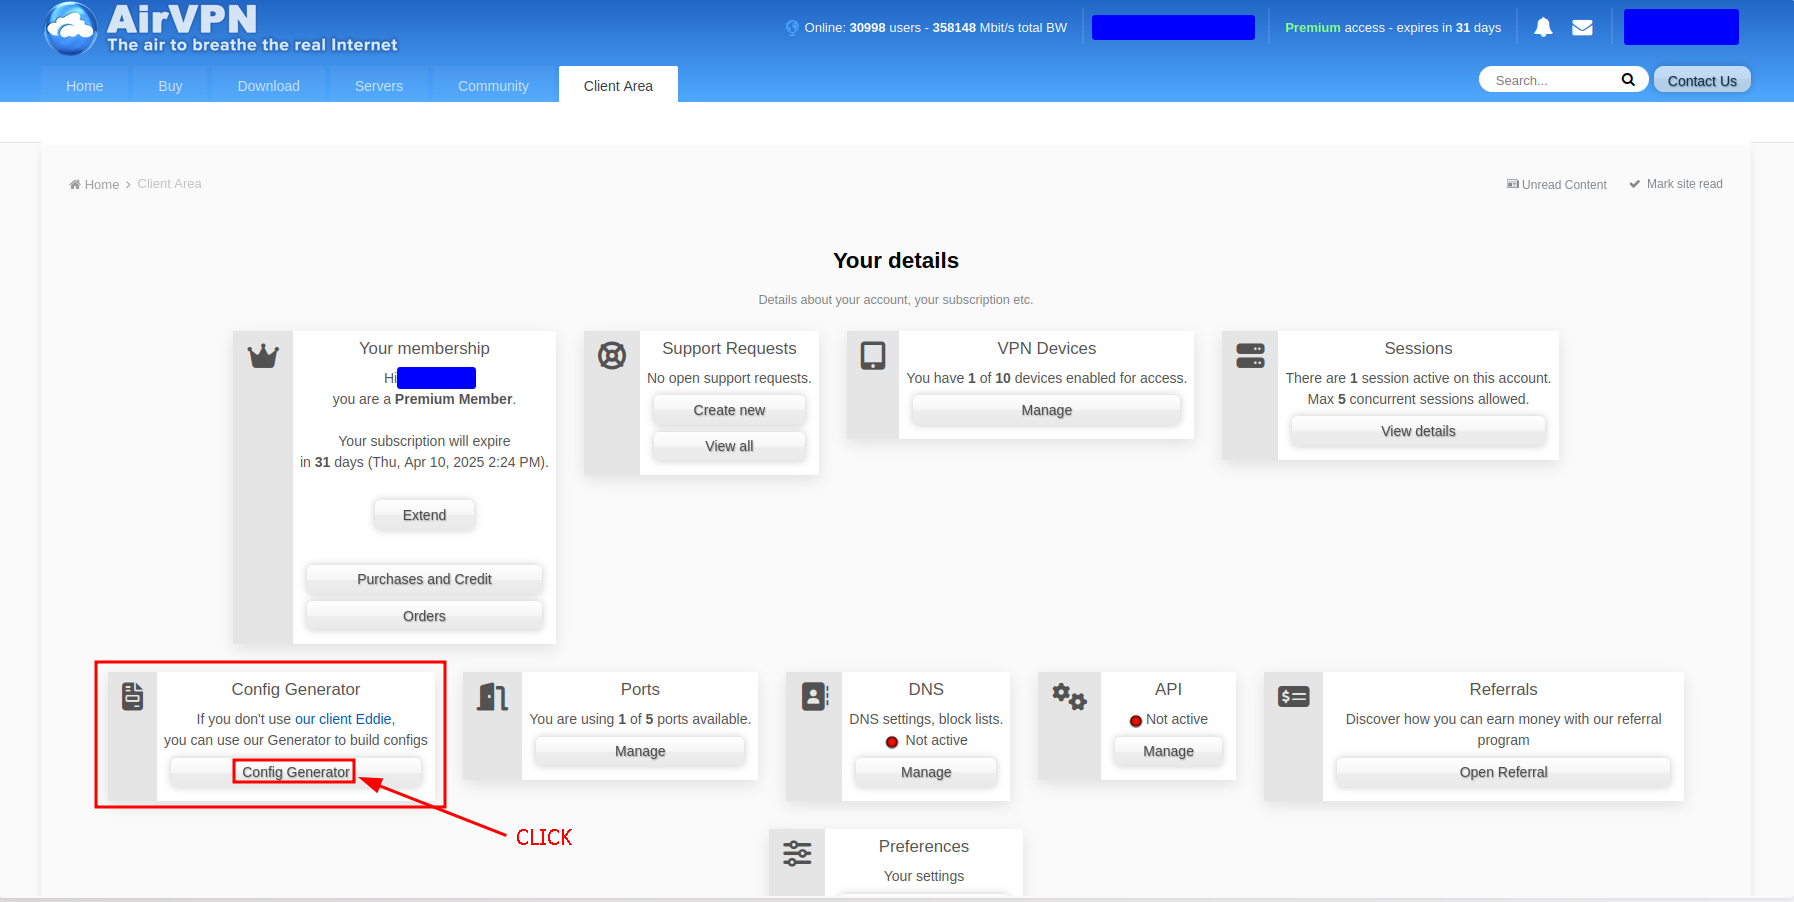 AirVPN
The air to breathe the real Internet
Online: 30998 users - 358148 Mbit/s total BW
Premium access - expires in 31 days
Home
Buy
Download
Servers
Community
Client Area
Search...
Contact Us
Home > Client Area
Unread Content
Mark site read
Your details
Details about your account, your subscription etc.
Your membership
Hi
you are a Premium Member.
Your subscription will expire
in 31 days (Thu, Apr 10, 2025 2:24 PM).
Extend
Purchases and Credit
Orders
Support Requests
No open support requests.
Create new
View all
VPN Devices
You have 1 of 10 devices enabled for access.
Manage
Sessions
There are 1 session active on this account.
Max 5 concurrent sessions allowed.
View details
Config Generator
If you don't use our client Eddie,
you can use our Generator to build configs
Config Generator
CLICK
Ports
You are using 1 of 5 ports available.
Manage
DNS
DNS settings, block lists.
Not active
Manage
API
Not active
Manage
Referrals
Discover how you can earn money with our referral
program
Open Referral
Preferences
Your settings